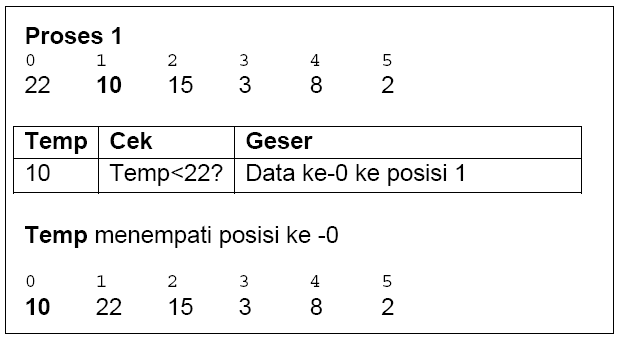 Proses 1
0 1 2 3 4 5
22 10 15 3 8 2
Temp Cek Geser
10 Temp<22? Data ke-0 ke posisi 1
Temp menempati posisi ke -0
0 1 2 3 4 5
10 22 15 3 8 2